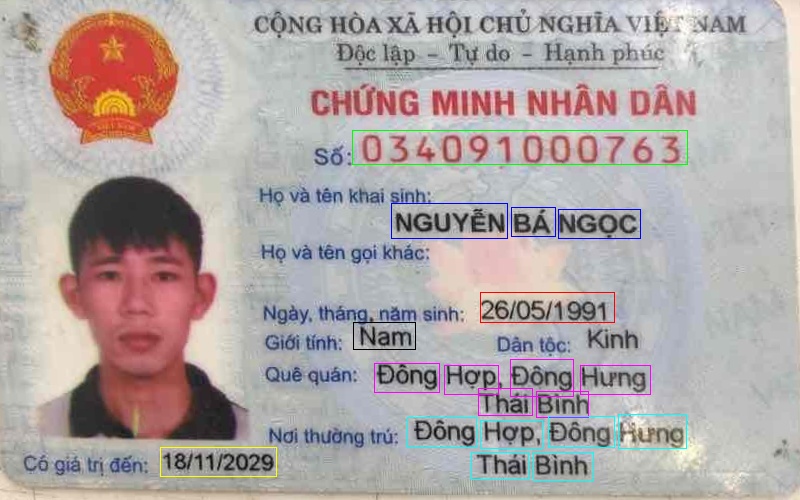 CỘNG HÒA XÃ HỘI CHỦ NGHĨA VIỆT NAM
Độc lập - Tự do - Hạnh phúc
CHỨNG MINH NHÂN DÂN
Số: 034091000763
Họ và tên khai sinh:
NGUYỄN BÁ NGỌC
Họ và tên gọi khác:
Ngày, tháng, năm sinh: 26/05/1991
Giới tính: Nam Dân tộc: Kinh
Quê quán: Đông Hợp, Đông Hưng
Thái Bình
Nơi thường trú: Đông Hợp, Đông Hưng
Thái Bình
Có giá trị đến: 18/11/2029